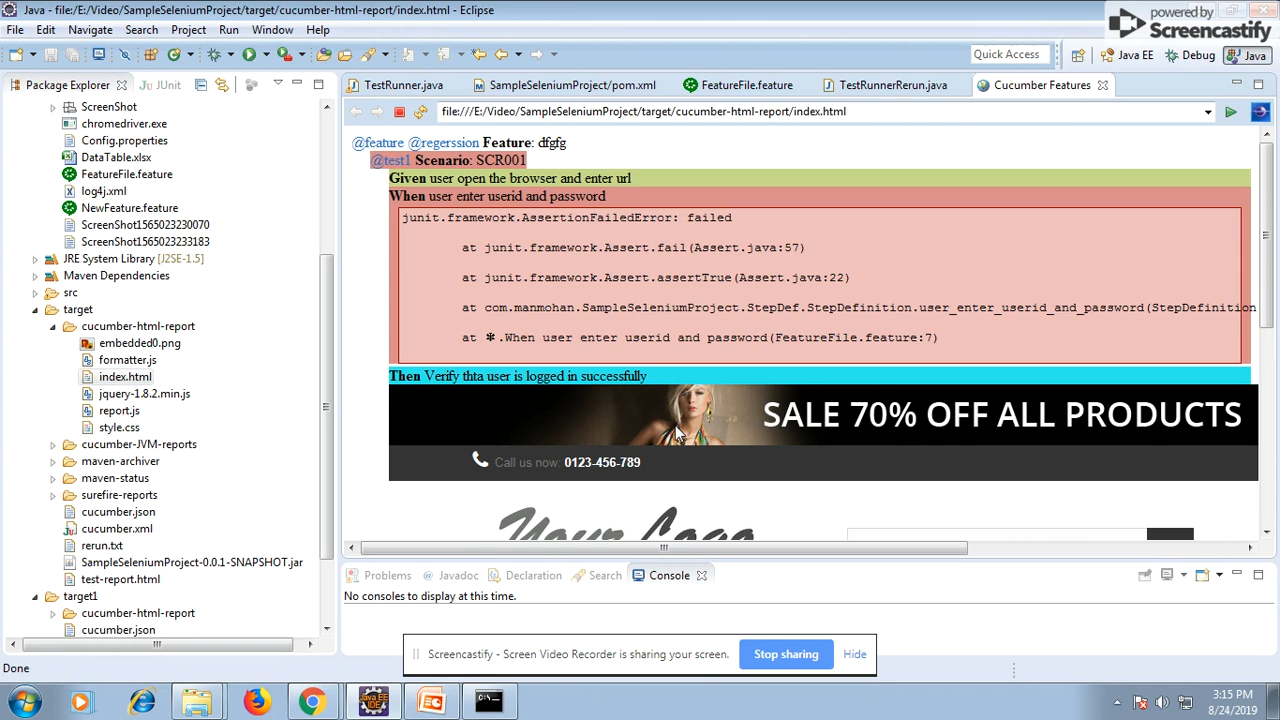 Java - file:/E:/Video/SampleSeleniumProject/target/cucumber-html-report/index.html - Eclipse
powered by
Screencastify
File Edit Navigate Search Project Run Window Help
Quick Access
Java EE
Debug
Java
Package Explorer
JUnit
TestRunner.java
SampleSeleniumProject/pom.xml
FeatureFile.feature
TestRunnerRerun.java
Cucumber Features
file:///E:/Video/SampleSeleniumProject/target/cucumber-html-report/index.html
ScreenShot
chromedriver.exe
Config.properties
DataTable.xlsx
FeatureFile.feature
log4j.xml
NewFeature.feature
ScreenShot1565023230070
ScreenShot1565023233183
JRE System Library [J2SE-1.5]
Maven Dependencies
src
target
cucumber-html-report
embedded0.png
formatter.js
index.html
jquery-1.8.2.min.js
report.js
style.css
cucumber-JVM-reports
maven-archiver
maven-status
surefire-reports
cucumber.json
cucumber.xml
rerun.txt
SampleSeleniumProject-0.0.1-SNAPSHOT.jar
test-report.html
target1
cucumber-html-report
cucumber.json
@feature @regerssion Feature: dfgfg
@test1 Scenario: SCR001
Given user open the browser and enter url
When user enter userid and password
junit.framework.AssertionFailedError: failed
at junit.framework.Assert.fail(Assert.java:57)
at junit.framework.Assert.assertTrue(Assert.java:22)
at com.manmohan.SampleSeleniumProject.StepDef.StepDefinition.user_enter_userid_and_password(StepDefinition
at ✽.When user enter userid and password(FeatureFile.feature:7)
Then Verify thta user is logged in successfully
SALE 70% OFF ALL PRODUCTS
Call us now: 0123-456-789
Your Logo
Problems
Javadoc
Declaration
Search
Console
No consoles to display at this time.
Screencastify - Screen Video Recorder is sharing your screen.
Stop sharing
Hide
Done
Java EE
IDE
3:15 PM
8/24/2019